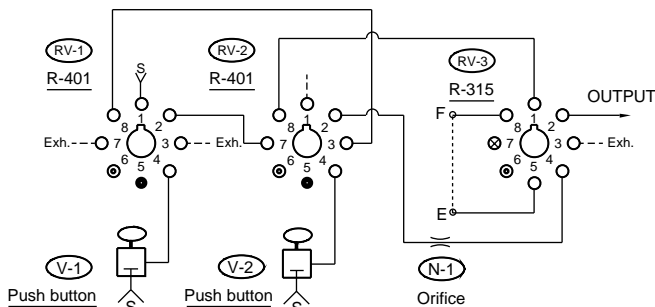 RV-1
R-401
RV-2
R-401
RV-3
R-315
S
OUTPUT
F
E
1
2
3
4
5
6
7
8
Exh.
Exh.
1
2
3
4
5
6
7
8
1
2
3
4
5
6
7
8
Exh.
V-1
Push button
S
V-2
Push button
S
N-1
Orifice